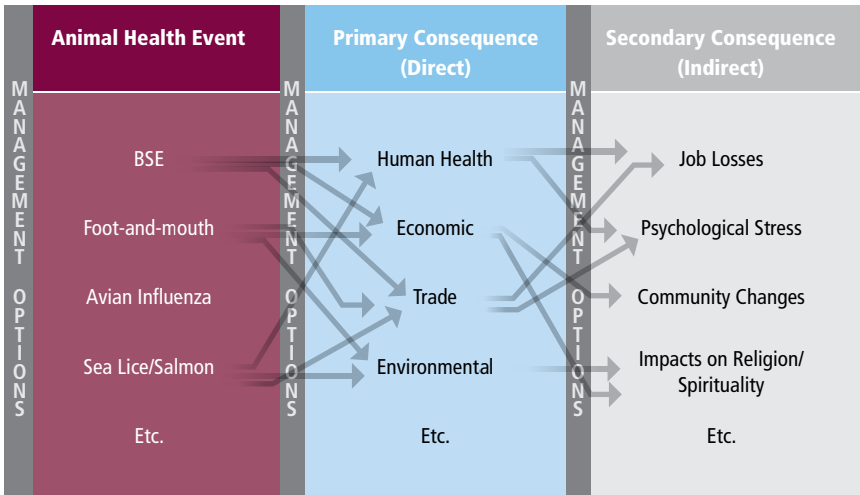 Animal Health Event
Primary Consequence
(Direct)
Secondary Consequence
(Indirect)
MANAGEMENT OPTIONS
MANAGEMENT OPTIONS
MANAGEMENT OPTIONS
BSE
Human Health
Job Losses
Foot-and-mouth
Economic
Psychological Stress
Avian Influenza
Trade
Community Changes
Sea Lice/Salmon
Environmental
Impacts on Religion/
Spirituality
Etc.
Etc.
Etc.